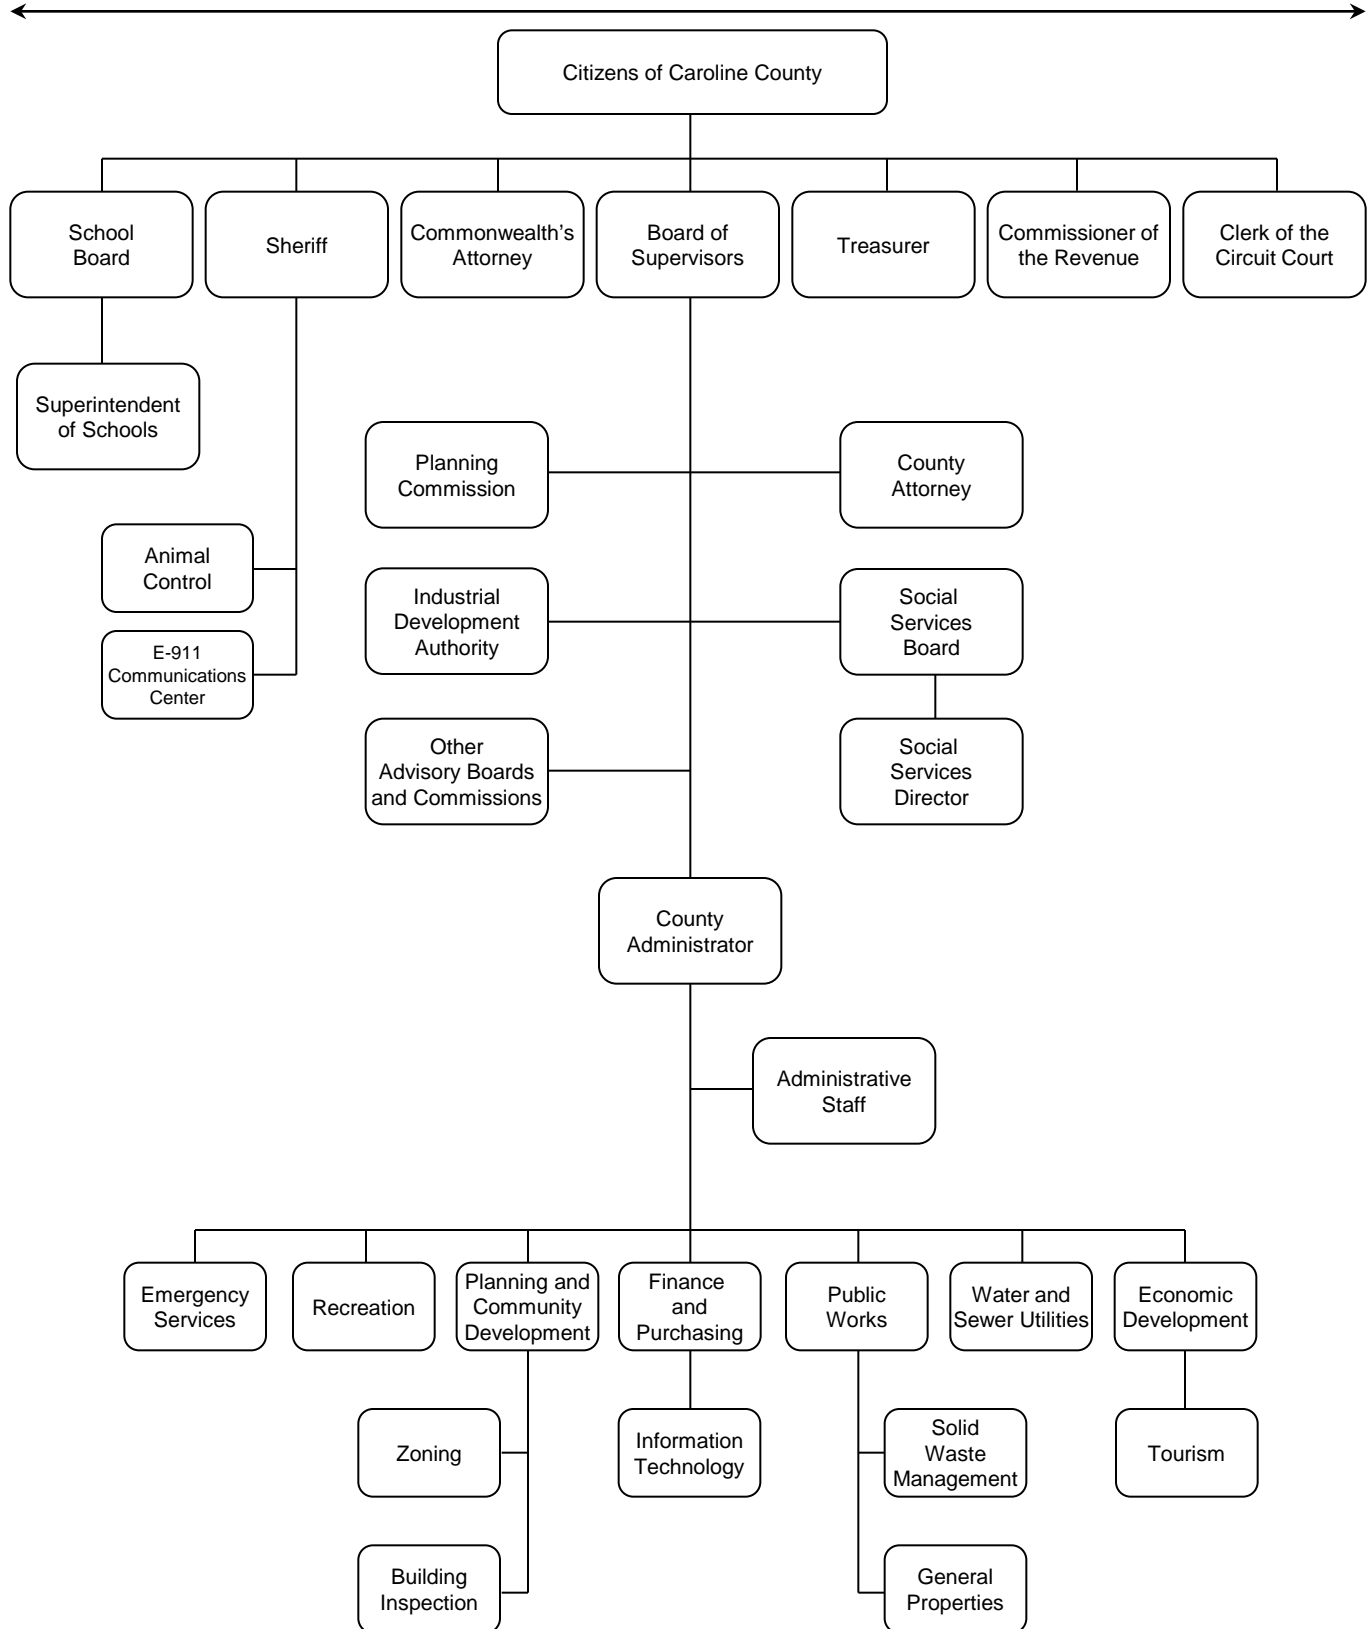 Citizens of Caroline County
School
Board
Sheriff
Commonwealth’s
Attorney
Board of
Supervisors
Treasurer
Commissioner of
the Revenue
Clerk of the
Circuit Court
Superintendent
of Schools
Planning
Commission
County
Attorney
Animal
Control
Industrial
Development
Authority
Social
Services
Board
E-911
Communications
Center
Other
Advisory Boards
and Commissions
Social
Services
Director
County
Administrator
Administrative
Staff
Emergency
Services
Recreation
Planning and
Community
Development
Finance
and
Purchasing
Public
Works
Water and
Sewer Utilities
Economic
Development
Zoning
Information
Technology
Solid
Waste
Management
Tourism
Building
Inspection
General
Properties